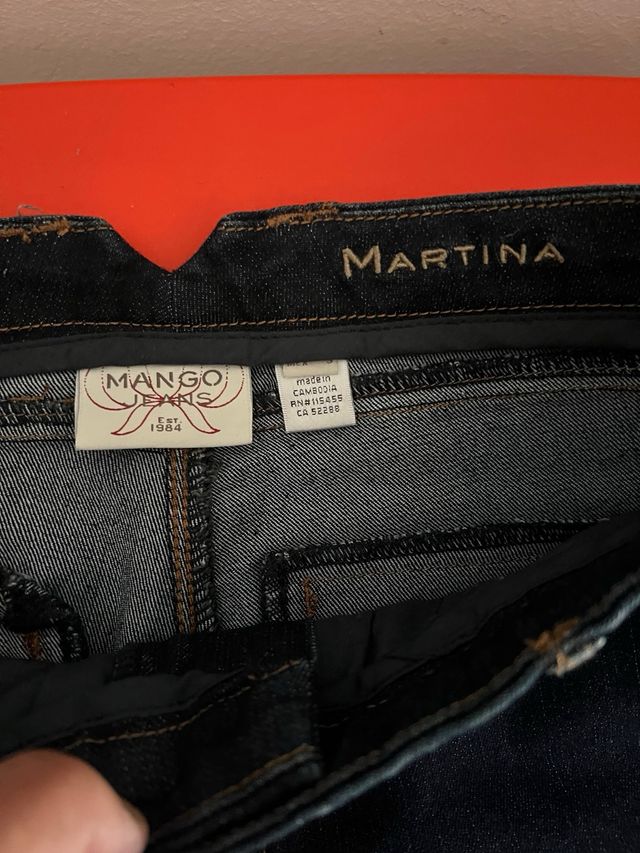 MARTINA
MANGO
JEANS
EST.
1984
made in
CAMBODIA
RN#115455
CA 52288